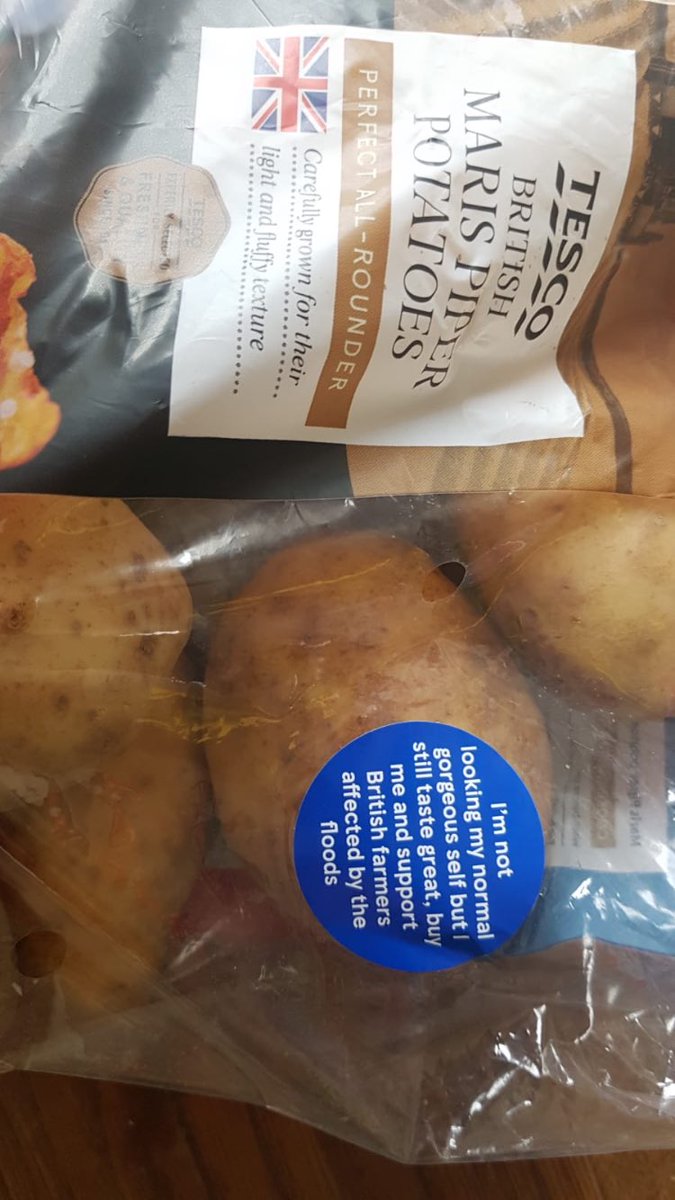 TESCO
BRITISH
MARIS PIPER
POTATOES
PERFECT ALL-ROUNDER
Carefully grown for their
light and fluffy texture
TESCO
I'm not
looking my normal
gorgeous self but I
still taste great, buy
me and support
British farmers
affected by the
floods